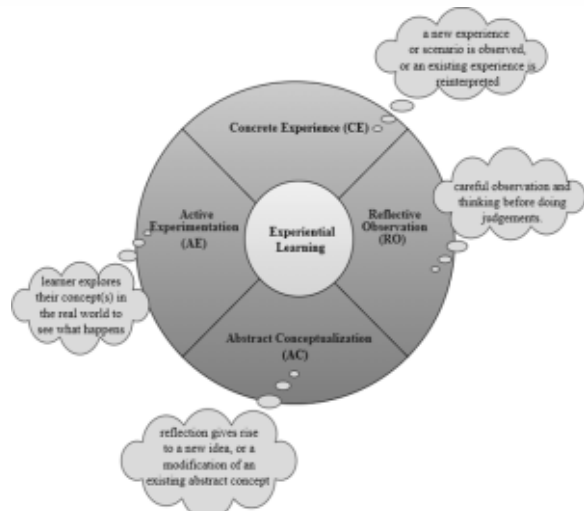 a new experience
or scenario is observed,
or an existing experience is
reinterpreted
Concrete Experience (CE)
careful observation and
thinking before doing
judgements.
Active
Experimentation
(AE)
Experiential
Learning
Reflective
Observation
(RO)
learner explores
their concept(s) in
the real world to
see what happens
Abstract Conceptualization
(AC)
reflection gives rise
to a new idea, or a
modification of an
existing abstract concept